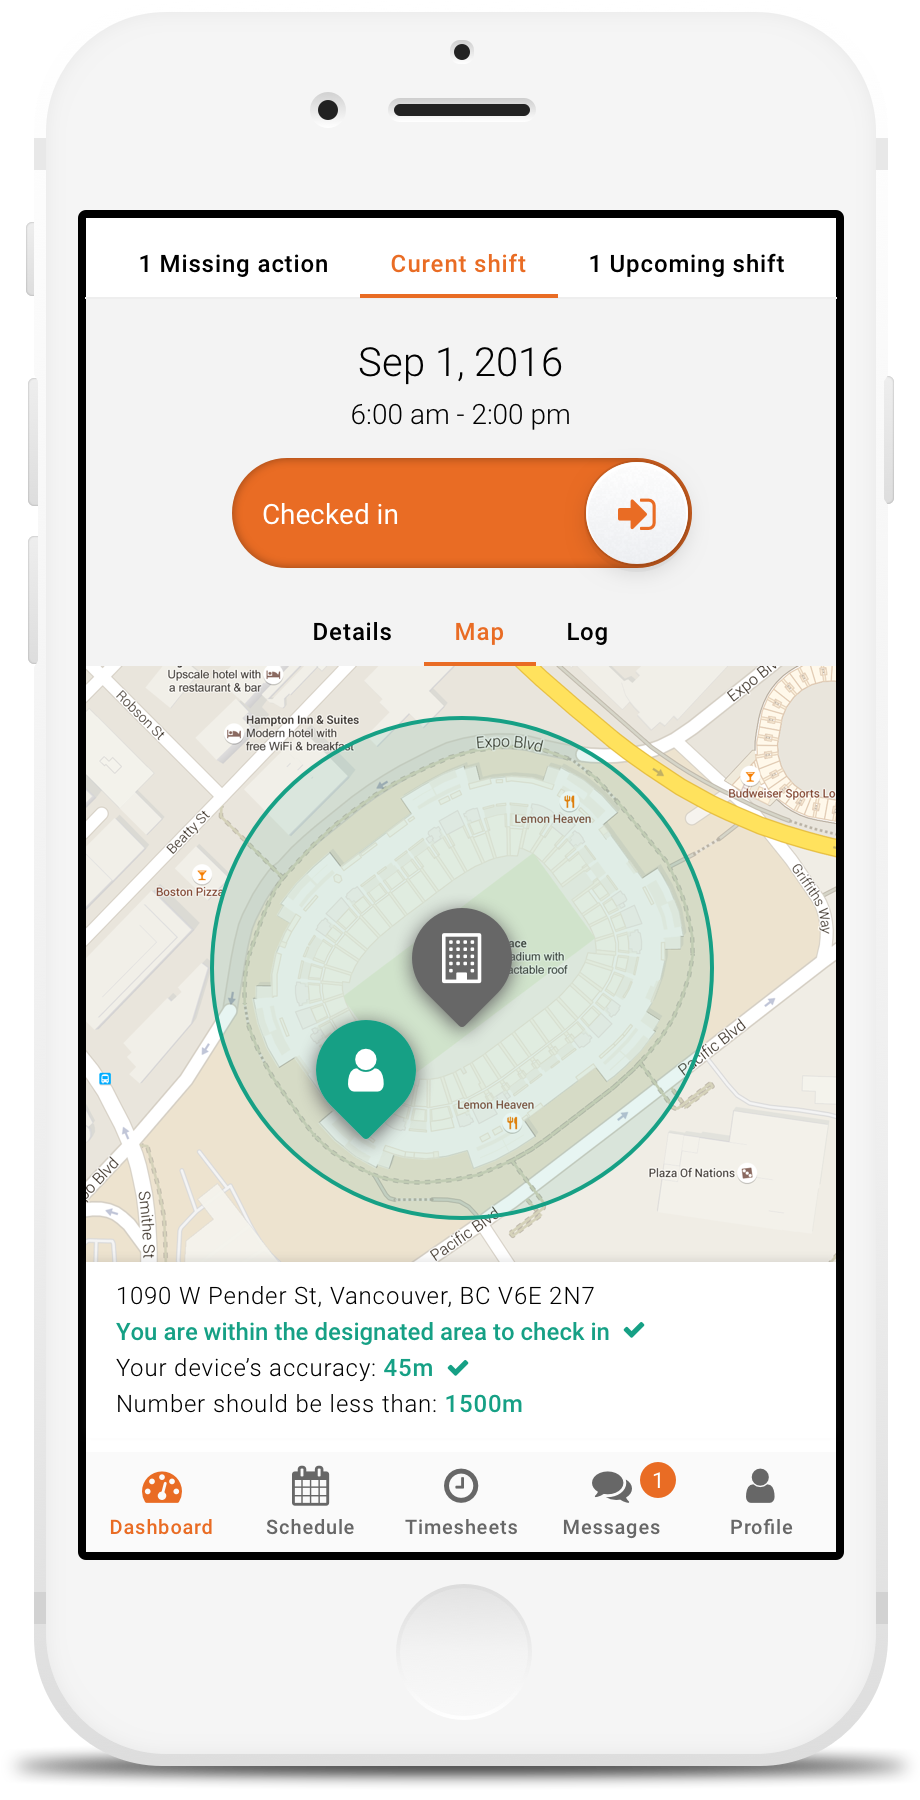 1 Missing action
Curent shift
1 Upcoming shift
Sep 1, 2016
6:00 am - 2:00 pm
Checked in
Details
Map
Log
Upscale hotel with
a restaurant & bar
Robson St
Hampton Inn & Suites
Modern hotel with
free WiFi & breakfast
Expo Blvd
Expo Blv
Budweiser Sports Lo
Lemon Heaven
Beatty St
Boston Pizza
Griffiths Way
ace
adium with
actable roof
Pacific Blvd
Lemon Heaven
Plaza Of Nations
po Blvd
Smithe St
Pacific Blvd
1090 W Pender St, Vancouver, BC V6E 2N7
You are within the designated area to check in
Your device’s accuracy: 45m
Number should be less than: 1500m
1
Dashboard
Schedule
Timesheets
Messages
Profile